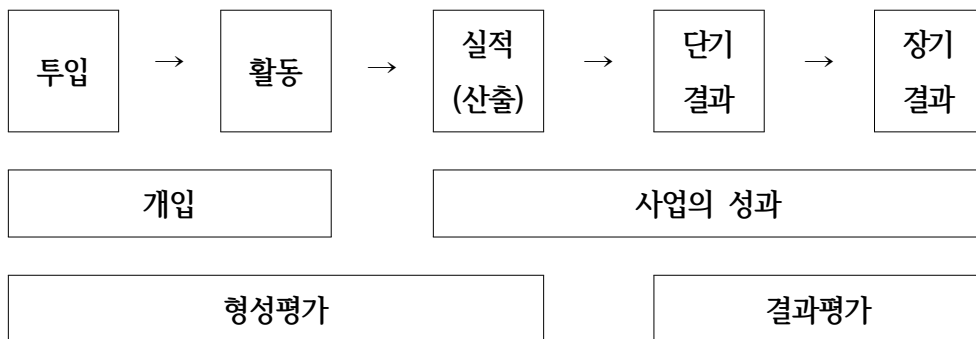 투입 → 활동 → 실적 (산출) → 단기 결과 → 장기 결과
개입 사업의 성과
형성평가 결과평가